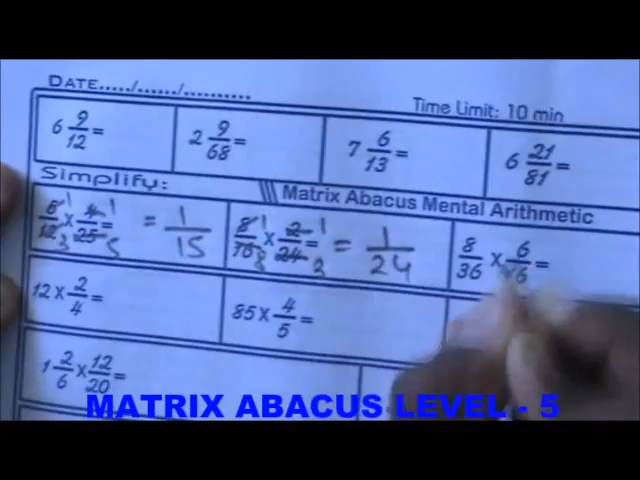 DATE...../....../..........
Time Limit: 10 min
6 9/12 = 2 9/68 = 7 6/13 = 6 21/81 =
Simplify:
Matrix Abacus Mental Arithmetic
= 1/15 = 1/24 8/36 ×
12 × 2/4 = 85 × 4/5 =
1 2/6 × 12/20 =
MATRIX ABACUS LEVEL - 5